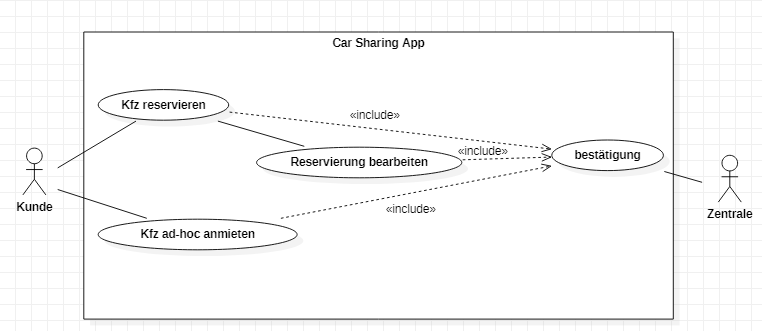 Car Sharing App
Kfz reservieren
«include»
«include»
bestätigung
Reservierung bearbeiten
Kunde
Zentrale
«include»
Kfz ad-hoc anmieten